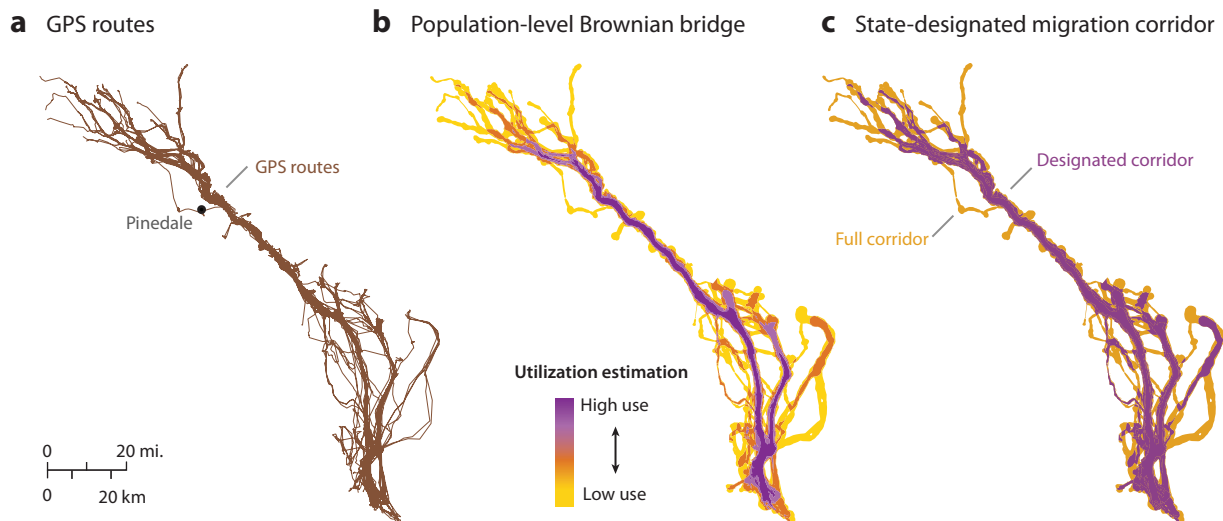 a GPS routes
b Population-level Brownian bridge
c State-designated migration corridor
GPS routes
Pinedale
Designated corridor
Full corridor
Utilization estimation
High use
Low use
0 20 mi.
0 20 km